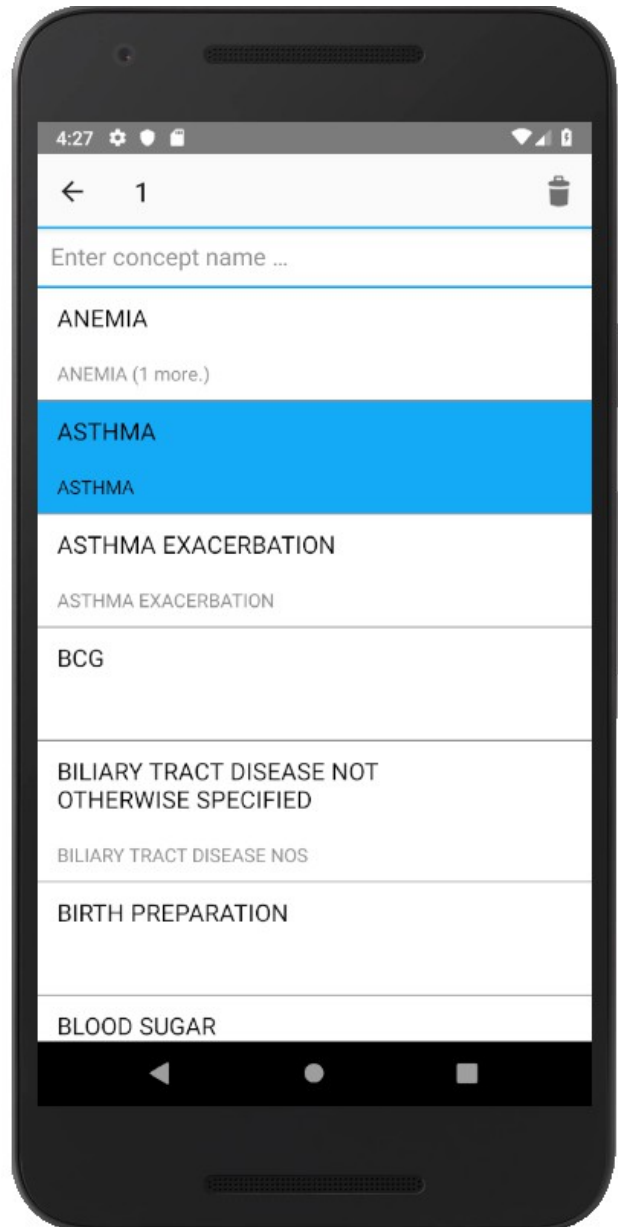 4:27
1
Enter concept name ...
ANEMIA
ANEMIA (1 more.)
ASTHMA
ASTHMA
ASTHMA EXACERBATION
ASTHMA EXACERBATION
BCG
BILIARY TRACT DISEASE NOT
OTHERWISE SPECIFIED
BILIARY TRACT DISEASE NOS
BIRTH PREPARATION
BLOOD SUGAR